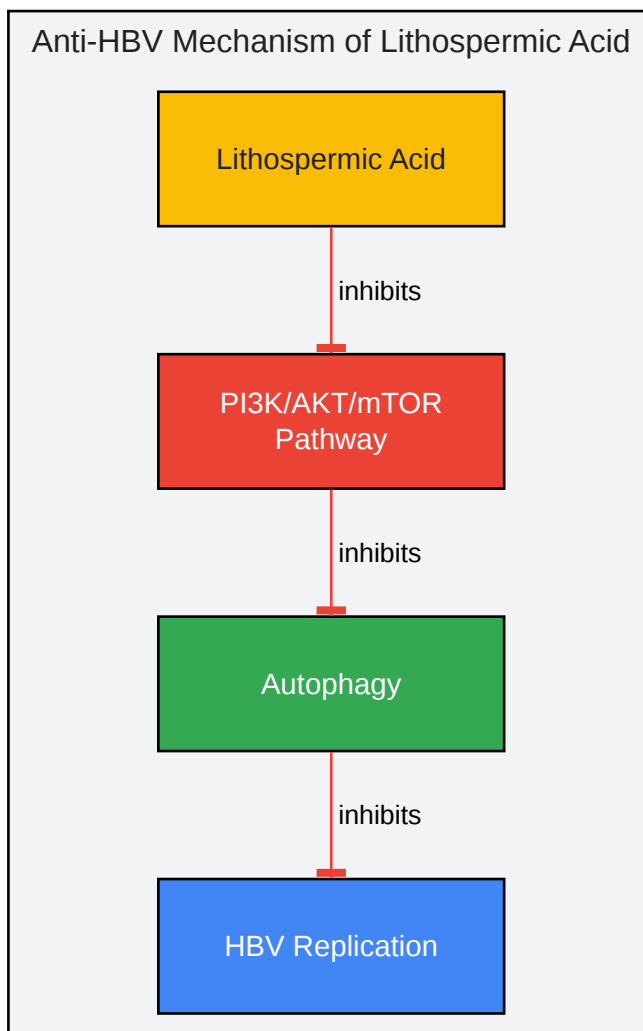 Anti-HBV Mechanism of Lithospermic Acid
Lithospermic Acid
inhibits
PI3K/AKT/mTOR
Pathway
inhibits
Autophagy
inhibits
HBV Replication